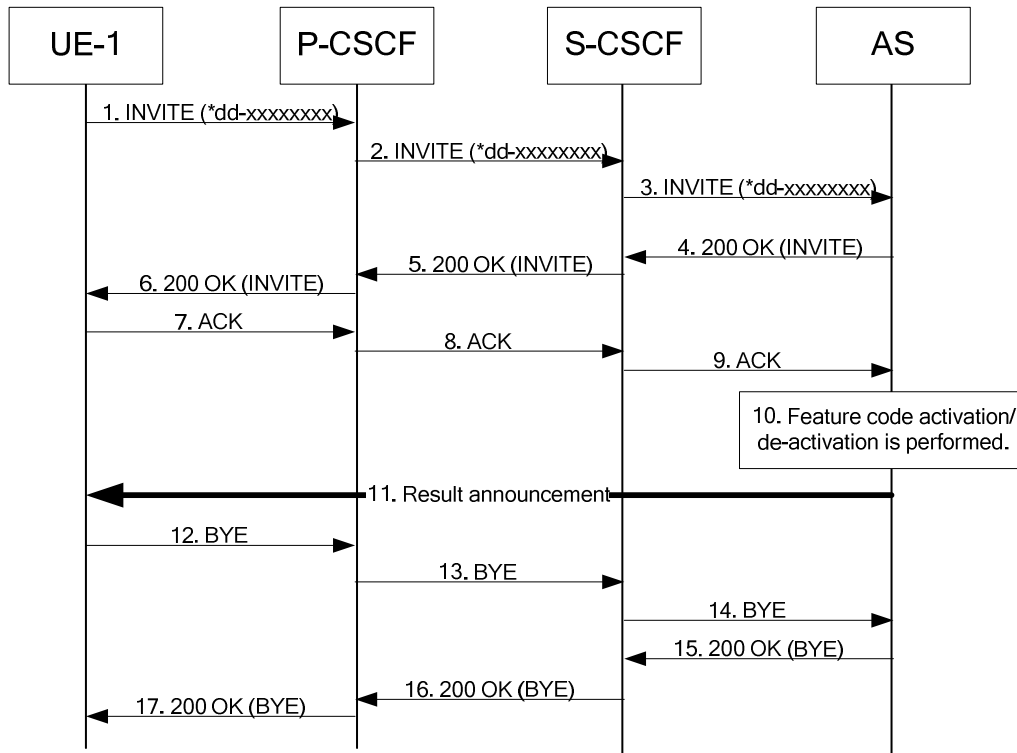 UE-1
P-CSCF
S-CSCF
AS
1. INVITE (*dd-xxxxxxxx)
2. INVITE (*dd-xxxxxxxx)
3. INVITE (*dd-xxxxxxxx)
4. 200 OK (INVITE)
5. 200 OK (INVITE)
6. 200 OK (INVITE)
7. ACK
8. ACK
9. ACK
10. Feature code activation/
de-activation is performed.
11. Result announcement
12. BYE
13. BYE
14. BYE
15. 200 OK (BYE)
16. 200 OK (BYE)
17. 200 OK (BYE)